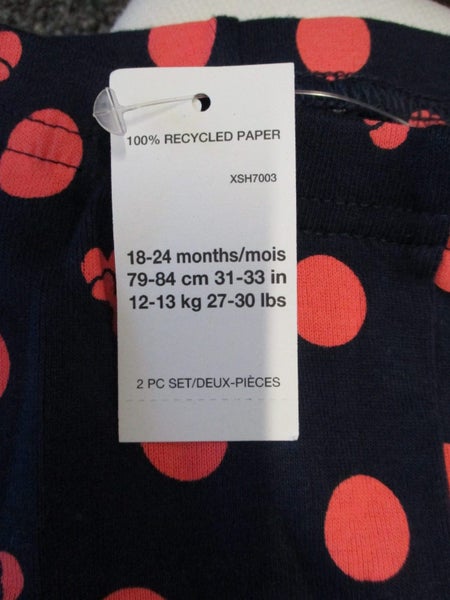 100% RECYCLED PAPER
XSH7003
18-24 months/mois
79-84 cm 31-33 in
12-13 kg 27-30 lbs
2 PC SET/DEUX-PIÈCES